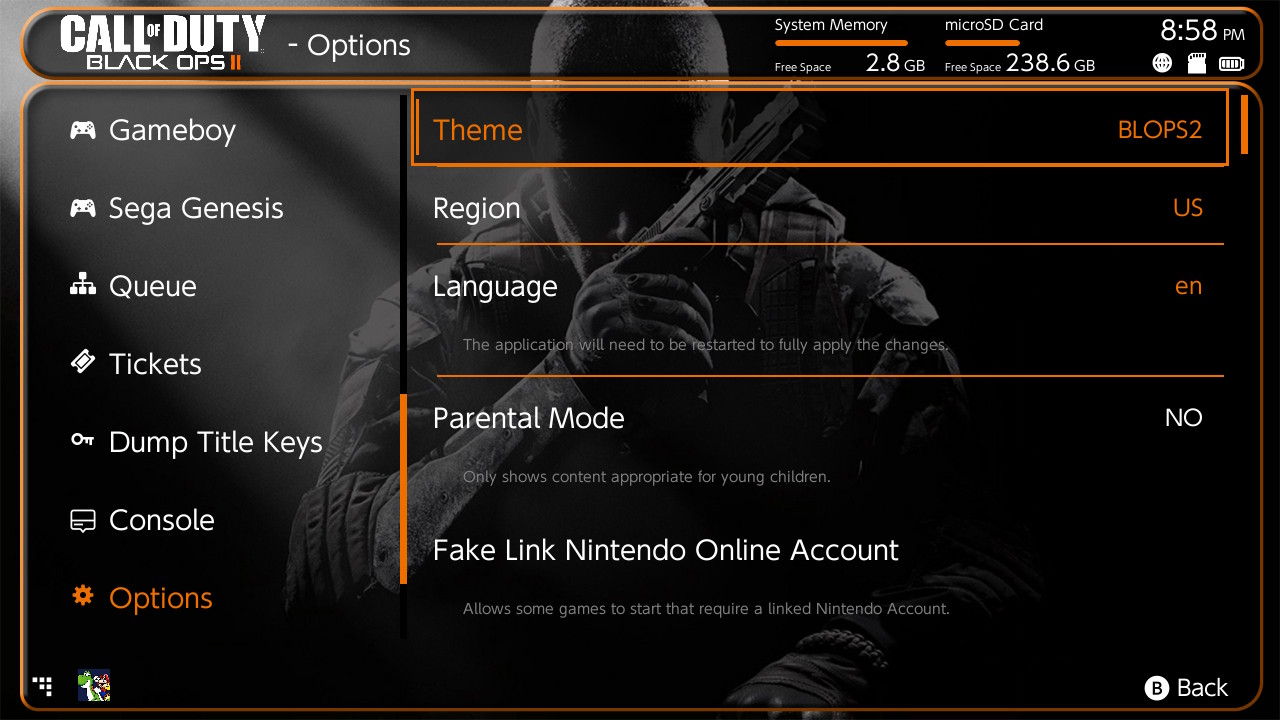 CALL OF DUTY
BLACK OPS II
- Options
System Memory
Free Space 2.8 GB
microSD Card
Free Space 238.6 GB
8:58 PM
Gameboy
Sega Genesis
Queue
Tickets
Dump Title Keys
Console
Options
Theme BLOPS2
Region US
Language en
The application will need to be restarted to fully apply the changes.
Parental Mode NO
Only shows content appropriate for young children.
Fake Link Nintendo Online Account
Allows some games to start that require a linked Nintendo Account.
B Back